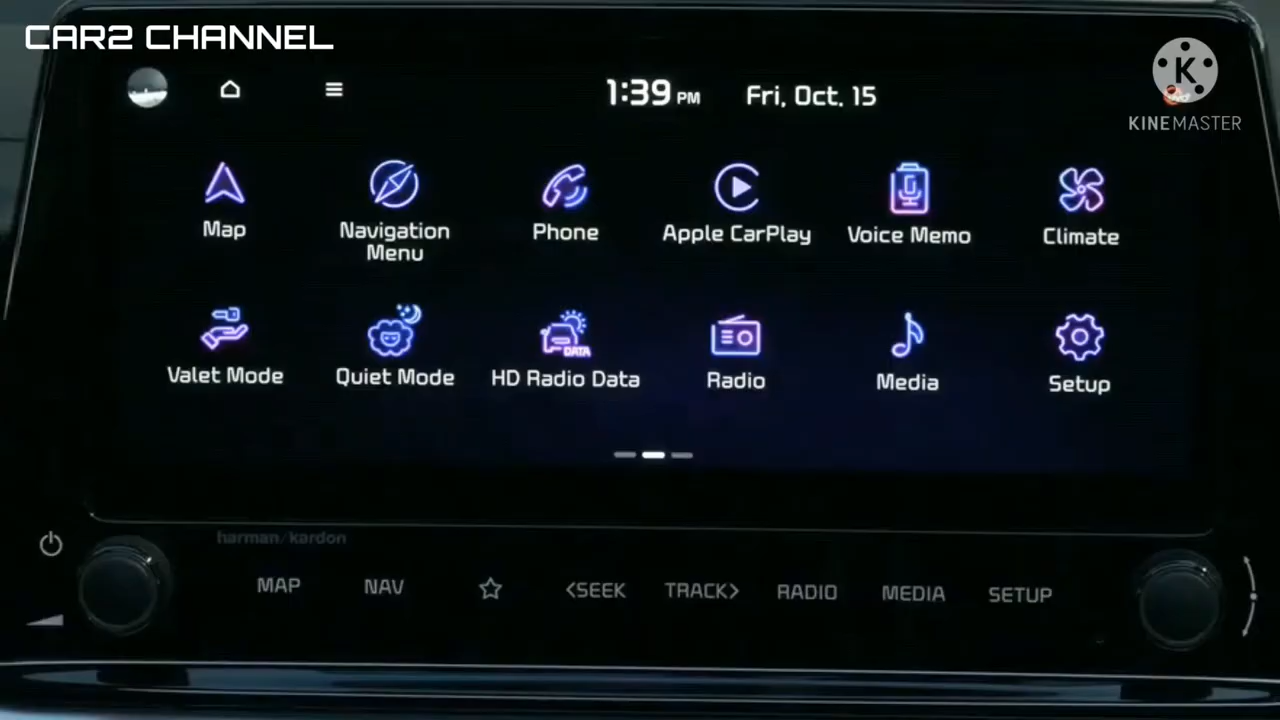 CAR2 CHANNEL
1:39 PM Fri, Oct. 15
K
KINEMASTER
Map
Navigation
Menu
Phone
Apple CarPlay
Voice Memo
Climate
Valet Mode
Quiet Mode
DATA
HD Radio Data
Radio
Media
Setup
harman/kardon
MAP
NAV
<SEEK
TRACK>
RADIO
MEDIA
SETUP